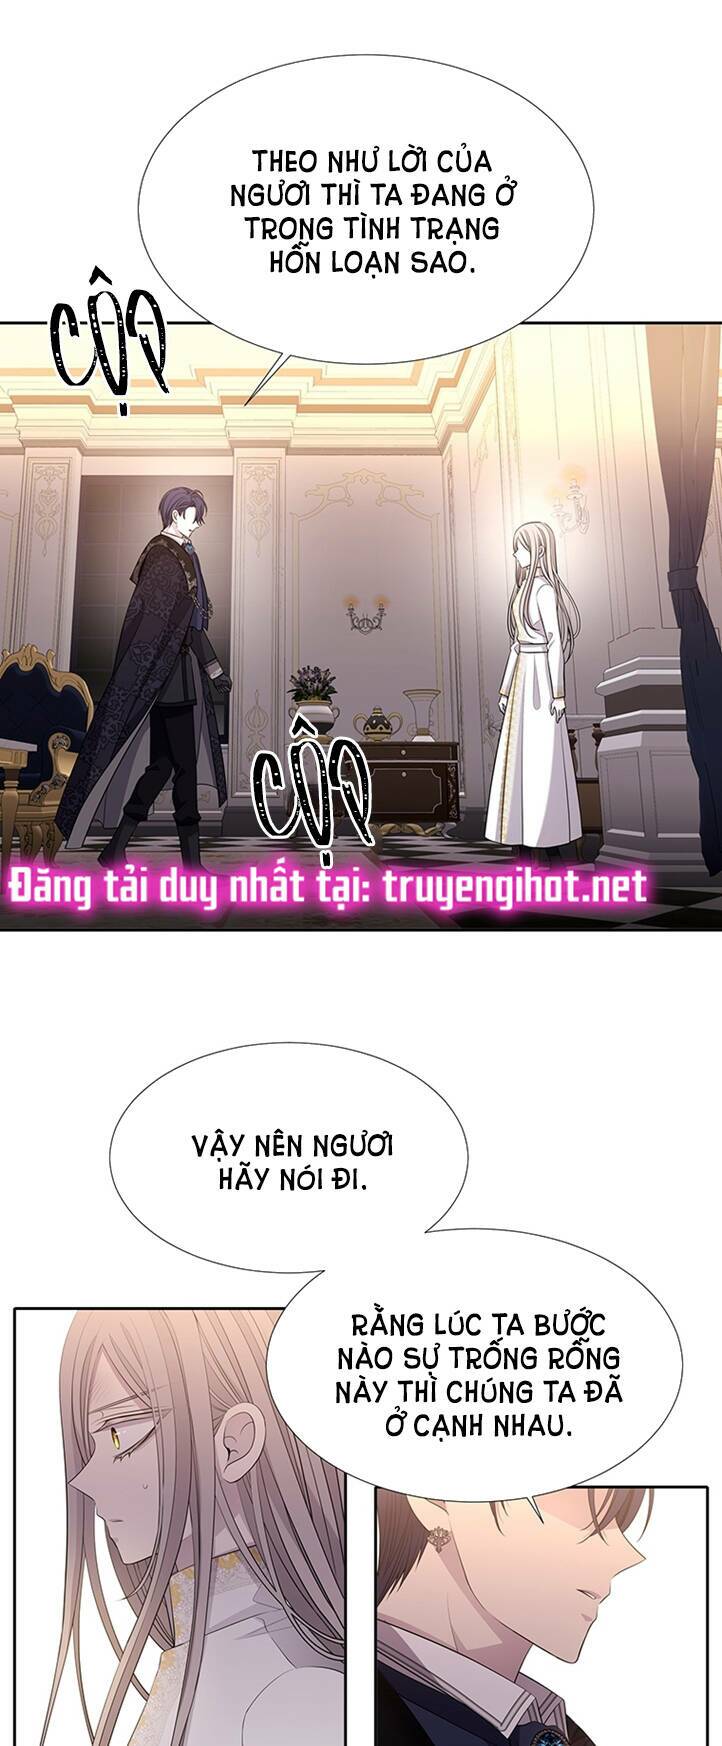 THEO NHƯ LỜI CỦA
NGƯƠI THÌ TA ĐANG Ở
TRONG TÌNH TRẠNG
HỖN LOẠN SAO.
CỘP
CỘP
Đăng tải duy nhất tại: truyengihot.net
VẬY NÊN NGƯƠI
HÃY NÓI ĐI.
RẰNG LÚC TA BƯỚC
NÀO SỰ TRỐNG RỖNG
NÀY THÌ CHÚNG TA ĐÃ
Ở CẠNH NHAU.